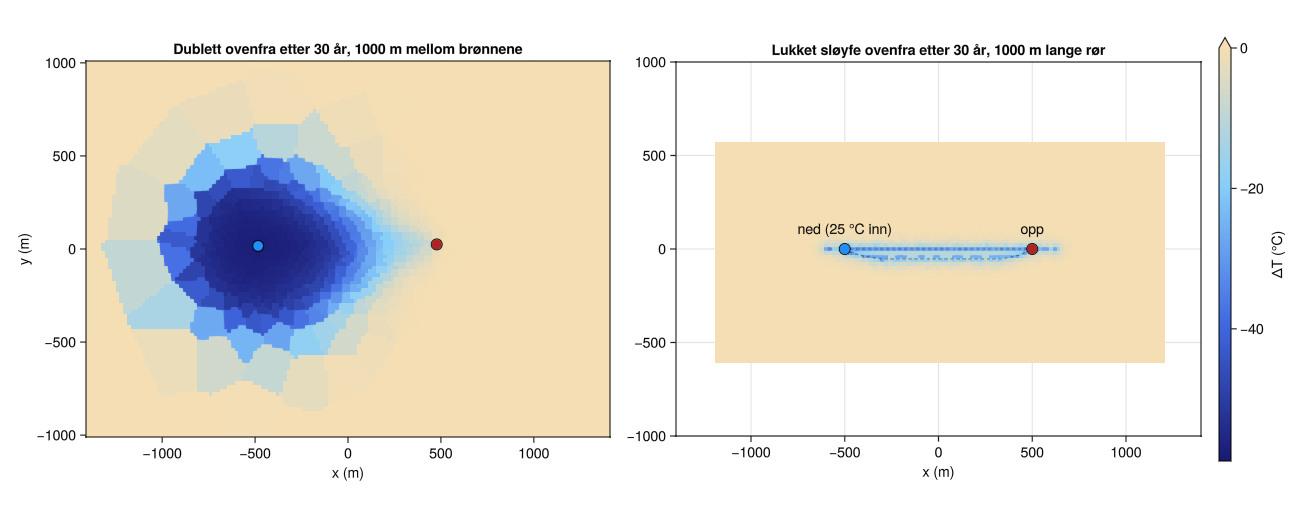 Dublett ovenfra etter 30 år, 1000 m mellom brønnene
1000
500
0
−500
−1000
y (m)
−1000
−500
0
500
1000
x (m)
Lukket sløyfe ovenfra etter 30 år, 1000 m lange rør
1000
500
0
−500
−1000
ned (25 °C inn)
opp
−1000
−500
0
500
1000
x (m)
0
−20
−40
ΔT (°C)